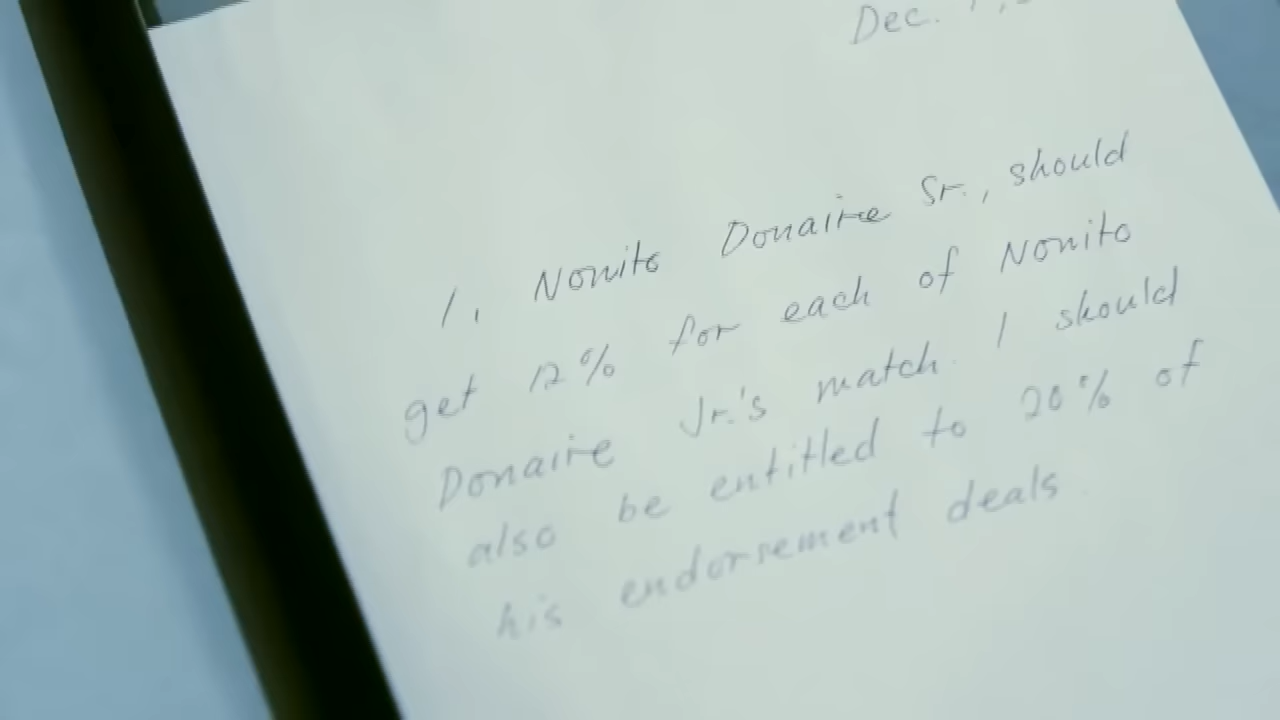 Dec.
1. Nonito Donaire Sr., should
get 12% for each of Nonito
Donaire Jr.'s match. I should
also be entitled to 20% of
his endorsement deals